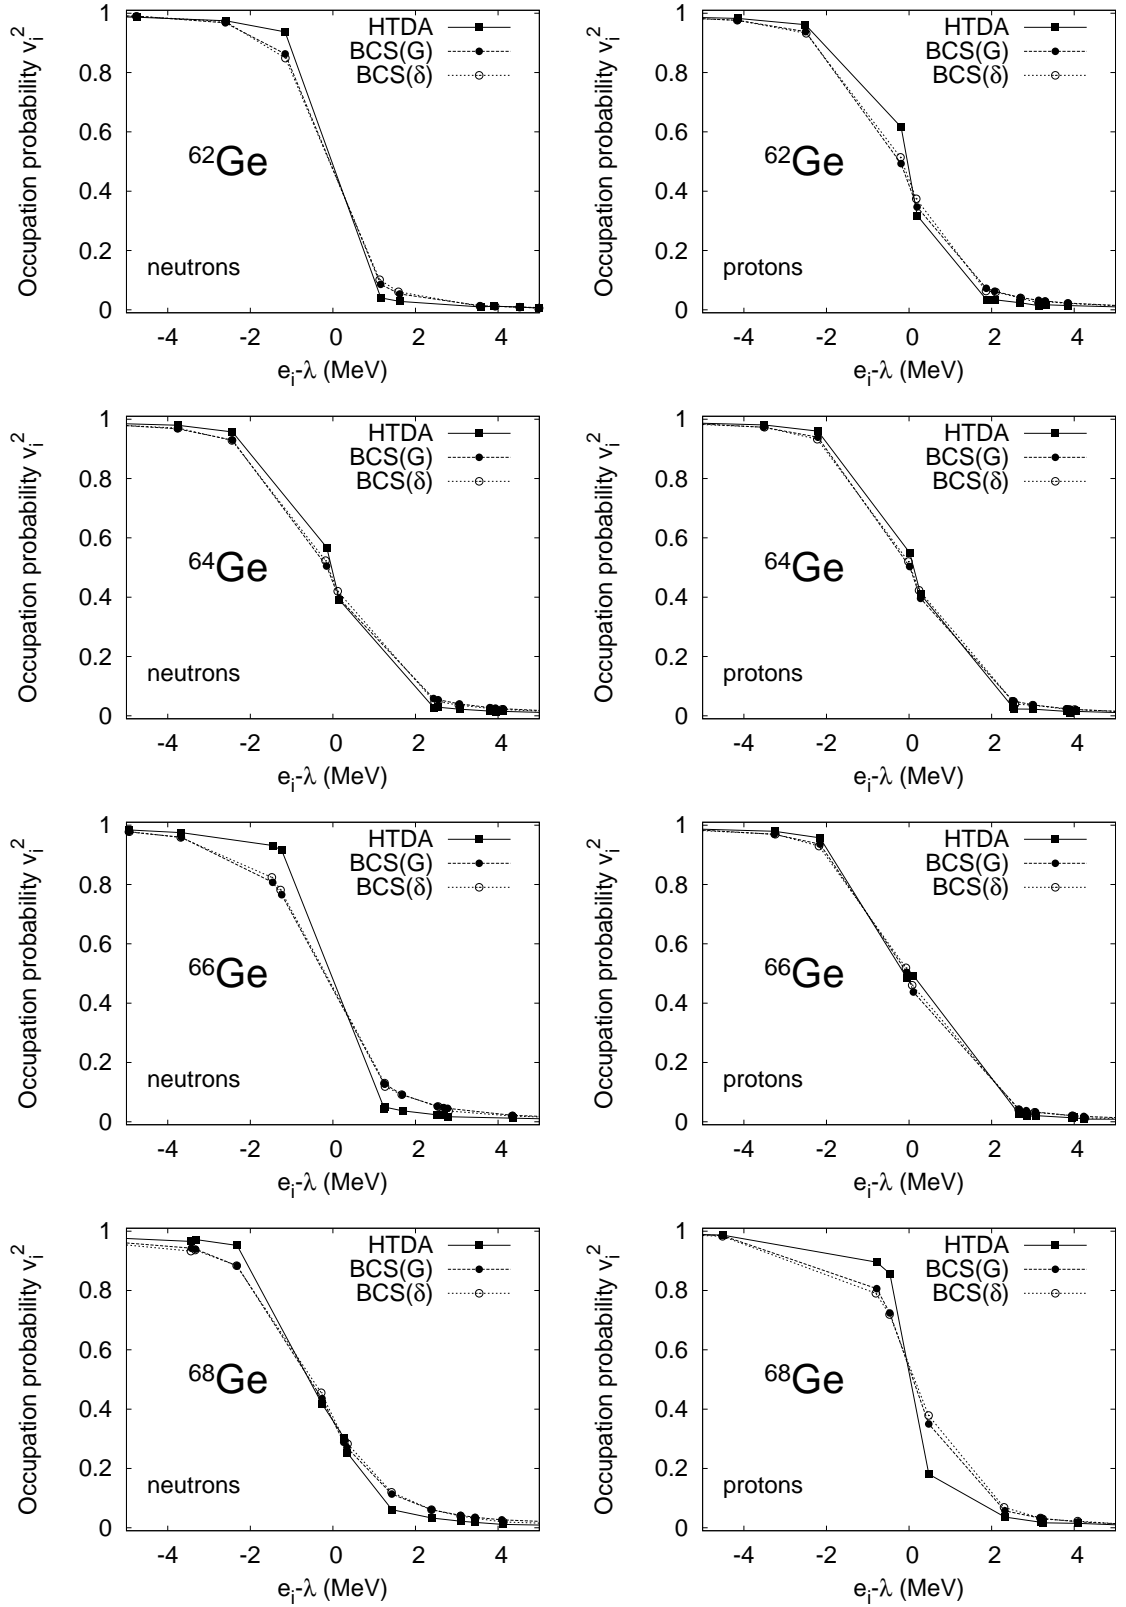 Occupation probability v_i^2
1
0.8
0.6
0.4
0.2
0
-4 -2 0 2 4
e_i-λ (MeV)
HTDA
BCS(G)
BCS(δ)
^62Ge
neutrons
Occupation probability v_i^2
1
0.8
0.6
0.4
0.2
0
-4 -2 0 2 4
e_i-λ (MeV)
HTDA
BCS(G)
BCS(δ)
^62Ge
protons
Occupation probability v_i^2
1
0.8
0.6
0.4
0.2
0
-4 -2 0 2 4
e_i-λ (MeV)
HTDA
BCS(G)
BCS(δ)
^64Ge
neutrons
Occupation probability v_i^2
1
0.8
0.6
0.4
0.2
0
-4 -2 0 2 4
e_i-λ (MeV)
HTDA
BCS(G)
BCS(δ)
^64Ge
protons
Occupation probability v_i^2
1
0.8
0.6
0.4
0.2
0
-4 -2 0 2 4
e_i-λ (MeV)
HTDA
BCS(G)
BCS(δ)
^66Ge
neutrons
Occupation probability v_i^2
1
0.8
0.6
0.4
0.2
0
-4 -2 0 2 4
e_i-λ (MeV)
HTDA
BCS(G)
BCS(δ)
^66Ge
protons
Occupation probability v_i^2
1
0.8
0.6
0.4
0.2
0
-4 -2 0 2 4
e_i-λ (MeV)
HTDA
BCS(G)
BCS(δ)
^68Ge
neutrons
Occupation probability v_i^2
1
0.8
0.6
0.4
0.2
0
-4 -2 0 2 4
e_i-λ (MeV)
HTDA
BCS(G)
BCS(δ)
^68Ge
protons